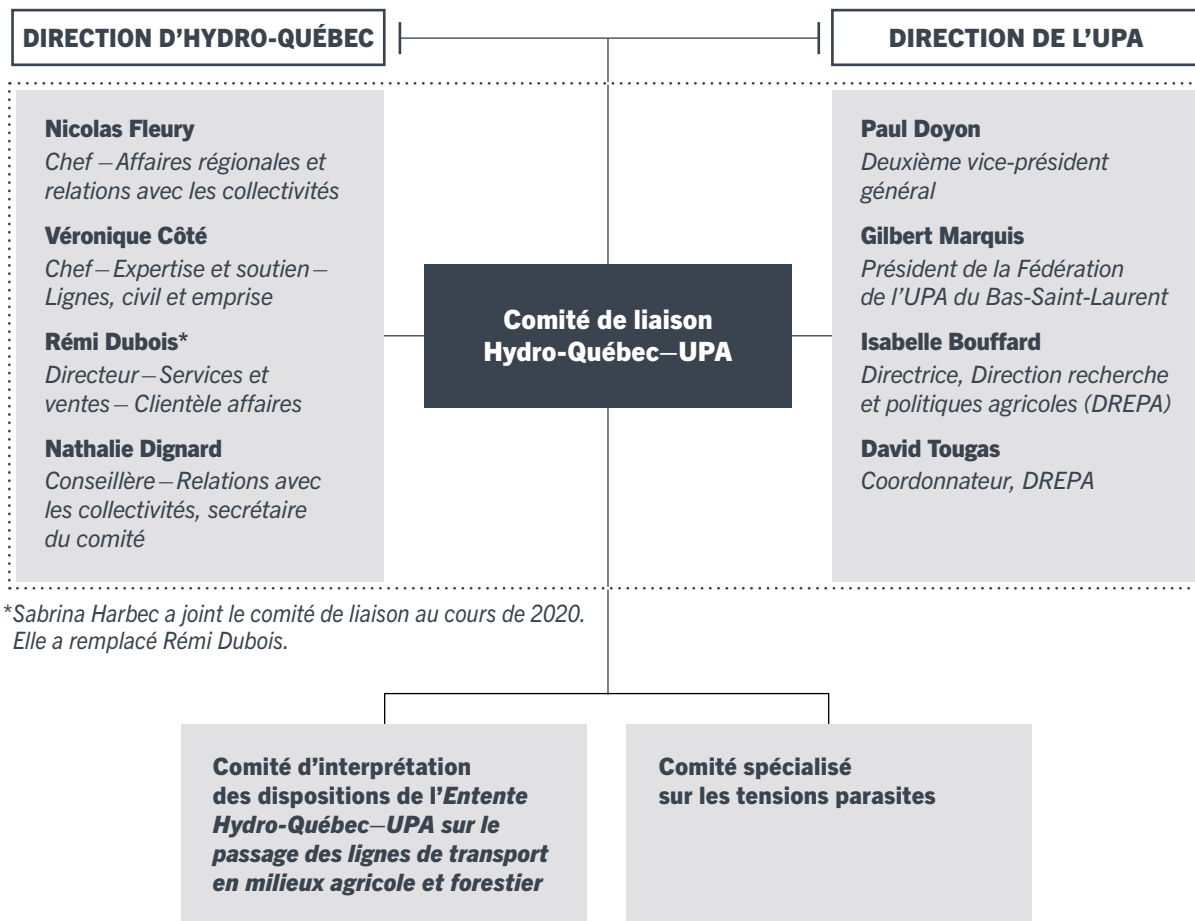 DIRECTION D'HYDRO-QUÉBEC
DIRECTION DE L'UPA
Nicolas Fleury
Chef – Affaires régionales et
relations avec les collectivités
Véronique Côté
Chef – Expertise et soutien –
Lignes, civil et emprise
Rémi Dubois*
Directeur – Services et
ventes – Clientèle affaires
Nathalie Dignard
Conseillère – Relations avec
les collectivités, secrétaire
du comité
Comité de liaison
Hydro-Québec–UPA
Paul Doyon
Deuxième vice-président
général
Gilbert Marquis
Président de la Fédération
de l'UPA du Bas-Saint-Laurent
Isabelle Bouffard
Directrice, Direction recherche
et politiques agricoles (DREPA)
David Tougas
Coordonnateur, DREPA
*Sabrina Harbec a joint le comité de liaison au cours de 2020.
Elle a remplacé Rémi Dubois.
Comité d'interprétation
des dispositions de l'Entente
Hydro-Québec–UPA sur le
passage des lignes de transport
en milieux agricole et forestier
Comité spécialisé
sur les tensions parasites